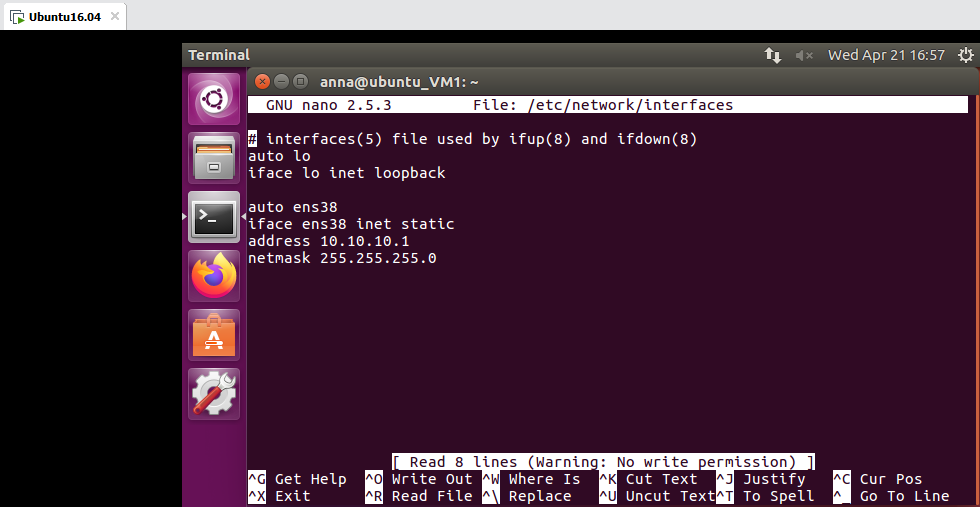 Ubuntu16.04
Terminal Wed Apr 21 16:57
anna@ubuntu_VM1: ~
GNU nano 2.5.3 File: /etc/network/interfaces
# interfaces(5) file used by ifup(8) and ifdown(8)
auto lo
iface lo inet loopback
auto ens38
iface ens38 inet static
address 10.10.10.1
netmask 255.255.255.0
[ Read 8 lines (Warning: No write permission) ]
^G Get Help ^O Write Out ^W Where Is ^K Cut Text ^J Justify ^C Cur Pos
^X Exit ^R Read File ^\ Replace ^U Uncut Text^T To Spell ^_ Go To Line